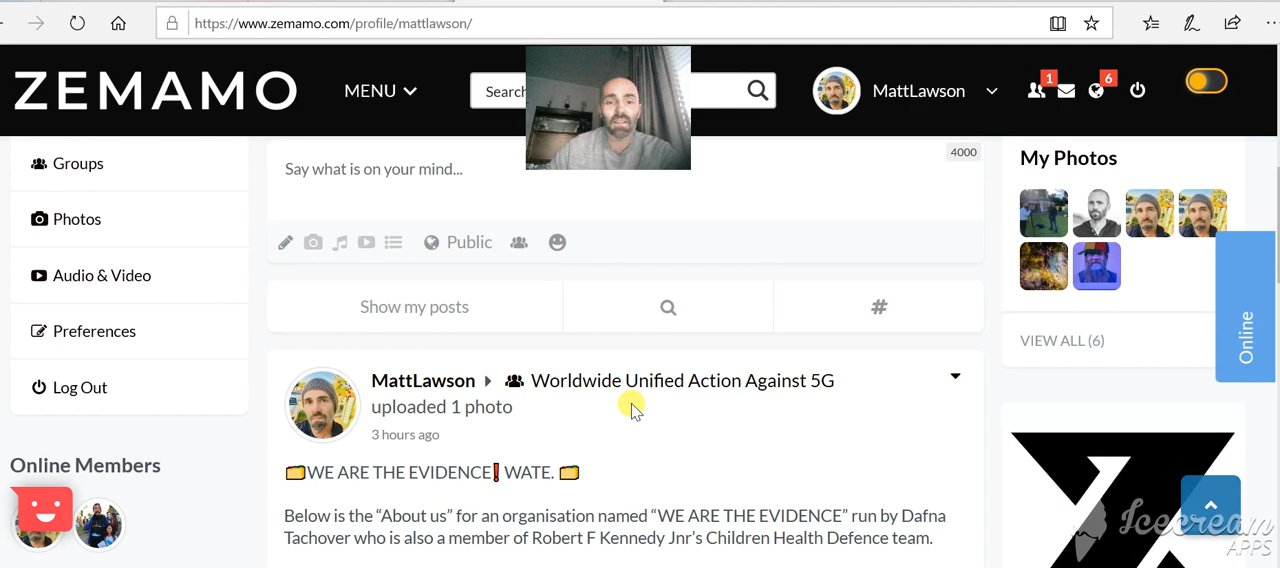 https://www.zemamo.com/profile/mattlawson/
ZEMAMO
MENU
Search
MattLawson
1
6
Groups
Photos
Audio & Video
Preferences
Log Out
Online Members
Say what is on your mind...
4000
Public
Show my posts
#
MattLawson Worldwide Unified Action Against 5G
uploaded 1 photo
3 hours ago
WE ARE THE EVIDENCE❗WATE.
Below is the “About us” for an organisation named “WE ARE THE EVIDENCE” run by Dafna
Tachover who is also a member of Robert F Kennedy Jnr’s Children Health Defence team.
My Photos
VIEW ALL (6)
Online
Icecream
APPS